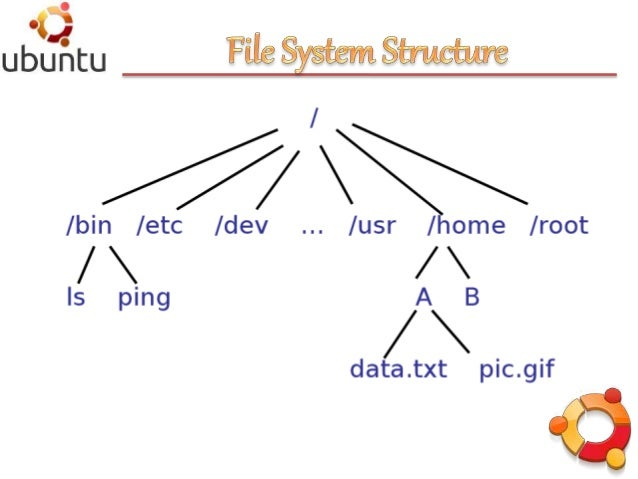 ubuntu
File System Structure
/
/bin /etc /dev ... /usr /home /root
ls ping A B
data.txt pic.gif